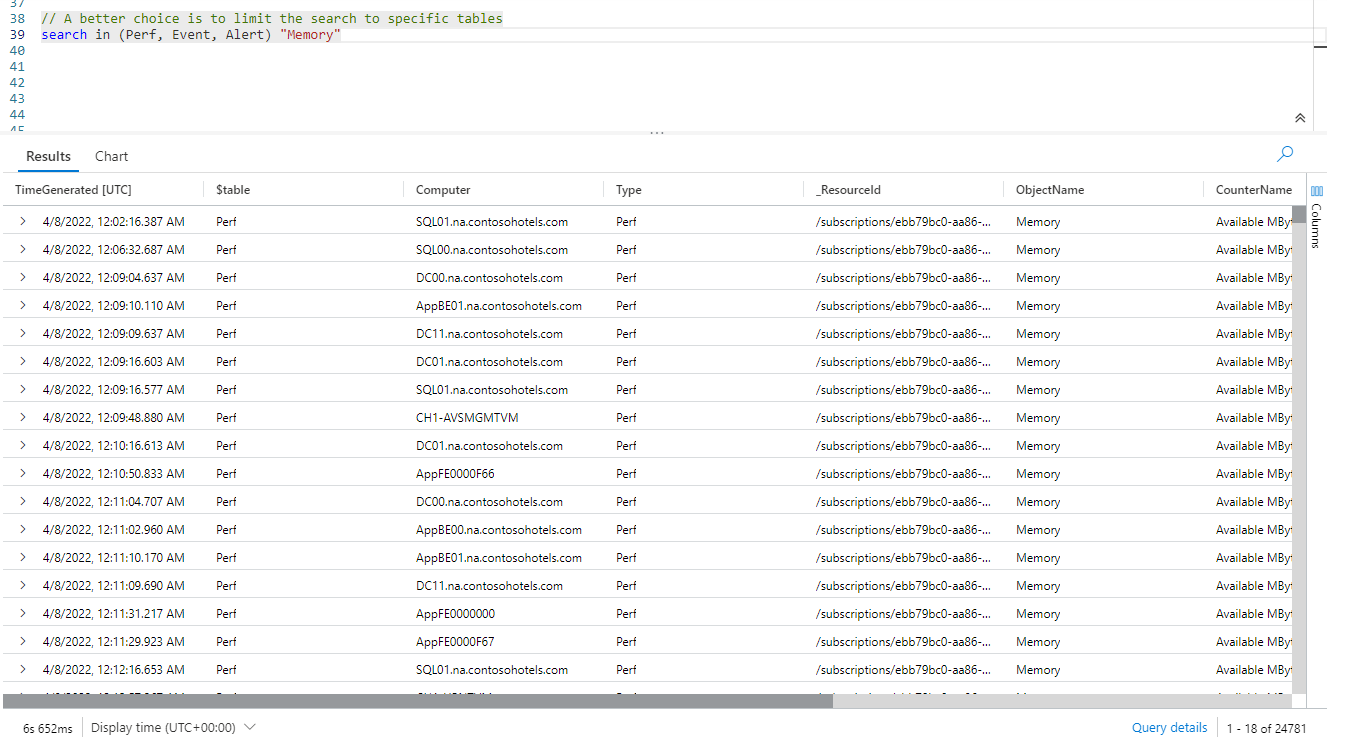 37
38 // A better choice is to limit the search to specific tables
39 search in (Perf, Event, Alert) "Memory"
40
41
42
43
44
45
Results Chart
TimeGenerated [UTC] $table Computer Type _ResourceId ObjectName CounterName
Columns
4/8/2022, 12:02:16.387 AM Perf SQL01.na.contosohotels.com Perf /subscriptions/ebb79bc0-aa86-... Memory Available MBy
4/8/2022, 12:06:32.687 AM Perf SQL00.na.contosohotels.com Perf /subscriptions/ebb79bc0-aa86-... Memory Available MBy
4/8/2022, 12:09:04.637 AM Perf DC00.na.contosohotels.com Perf /subscriptions/ebb79bc0-aa86-... Memory Available MBy
4/8/2022, 12:09:10.110 AM Perf AppBE01.na.contosohotels.com Perf /subscriptions/ebb79bc0-aa86-... Memory Available MBy
4/8/2022, 12:09:09.637 AM Perf DC11.na.contosohotels.com Perf /subscriptions/ebb79bc0-aa86-... Memory Available MBy
4/8/2022, 12:09:16.603 AM Perf DC01.na.contosohotels.com Perf /subscriptions/ebb79bc0-aa86-... Memory Available MBy
4/8/2022, 12:09:16.577 AM Perf SQL01.na.contosohotels.com Perf /subscriptions/ebb79bc0-aa86-... Memory Available MBy
4/8/2022, 12:09:48.880 AM Perf CH1-AVSMGMTVM Perf /subscriptions/ebb79bc0-aa86-... Memory Available MBy
4/8/2022, 12:10:16.613 AM Perf DC01.na.contosohotels.com Perf /subscriptions/ebb79bc0-aa86-... Memory Available MBy
4/8/2022, 12:10:50.833 AM Perf AppFE0000F66 Perf /subscriptions/ebb79bc0-aa86-... Memory Available MBy
4/8/2022, 12:11:04.707 AM Perf DC00.na.contosohotels.com Perf /subscriptions/ebb79bc0-aa86-... Memory Available MBy
4/8/2022, 12:11:02.960 AM Perf AppBE00.na.contosohotels.com Perf /subscriptions/ebb79bc0-aa86-... Memory Available MBy
4/8/2022, 12:11:10.170 AM Perf AppBE01.na.contosohotels.com Perf /subscriptions/ebb79bc0-aa86-... Memory Available MBy
4/8/2022, 12:11:09.690 AM Perf DC11.na.contosohotels.com Perf /subscriptions/ebb79bc0-aa86-... Memory Available MBy
4/8/2022, 12:11:31.217 AM Perf AppFE0000000 Perf /subscriptions/ebb79bc0-aa86-... Memory Available MBy
4/8/2022, 12:11:29.923 AM Perf AppFE0000F67 Perf /subscriptions/ebb79bc0-aa86-... Memory Available MBy
4/8/2022, 12:12:16.653 AM Perf SQL01.na.contosohotels.com Perf /subscriptions/ebb79bc0-aa86-... Memory Available MBy
6s 652ms Display time (UTC+00:00) Query details 1 - 18 of 24781